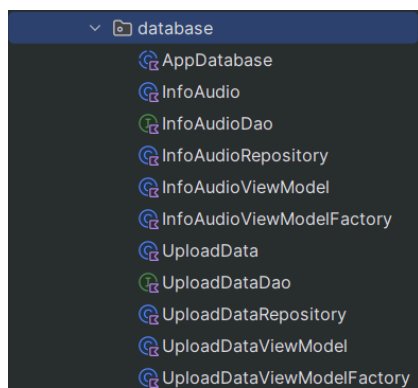 database
AppDatabase
InfoAudio
InfoAudioDao
InfoAudioRepository
InfoAudioViewModel
InfoAudioViewModelFactory
UploadData
UploadDataDao
UploadDataRepository
UploadDataViewModel
UploadDataViewModelFactory